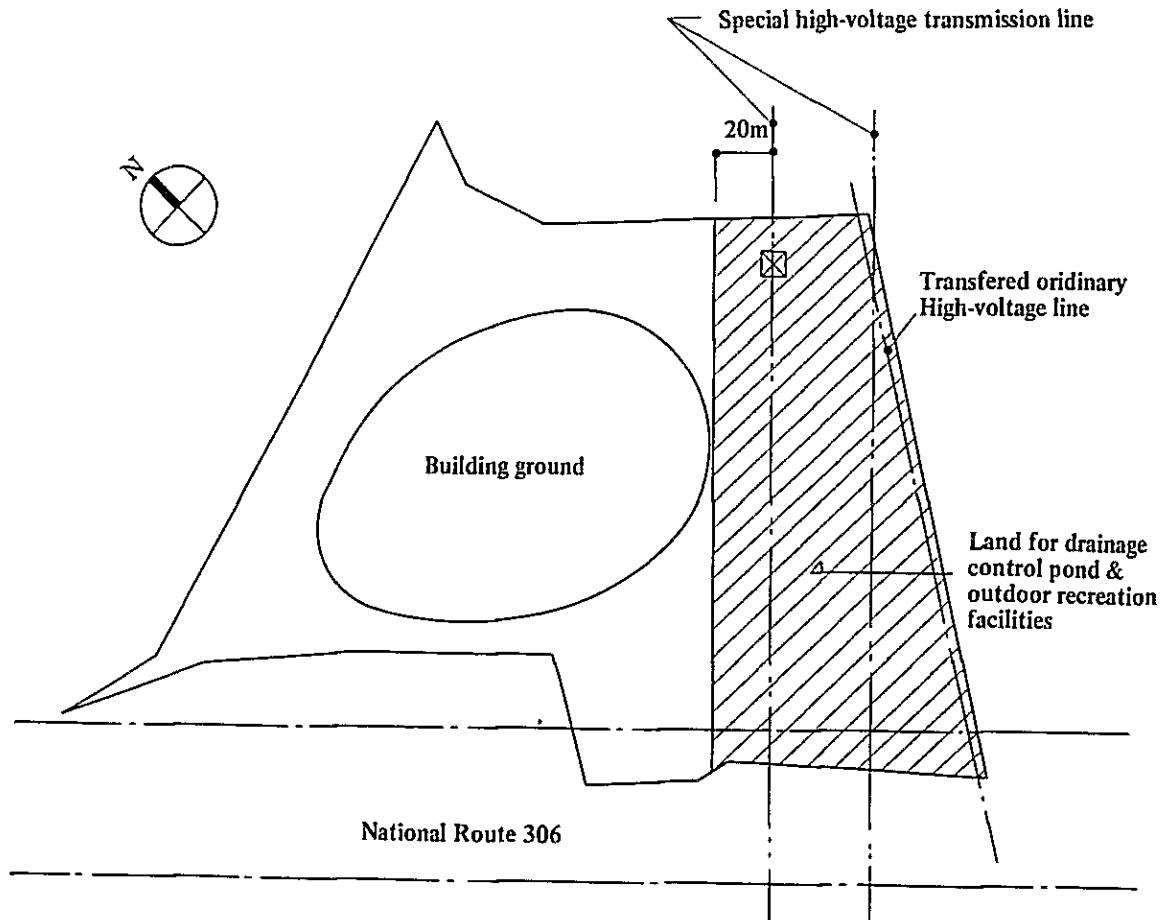 Special high-voltage transmission line
20m
N
Transfered oridinary
High-voltage line
Building ground
Land for drainage
control pond &
outdoor recreation
facilities
National Route 306